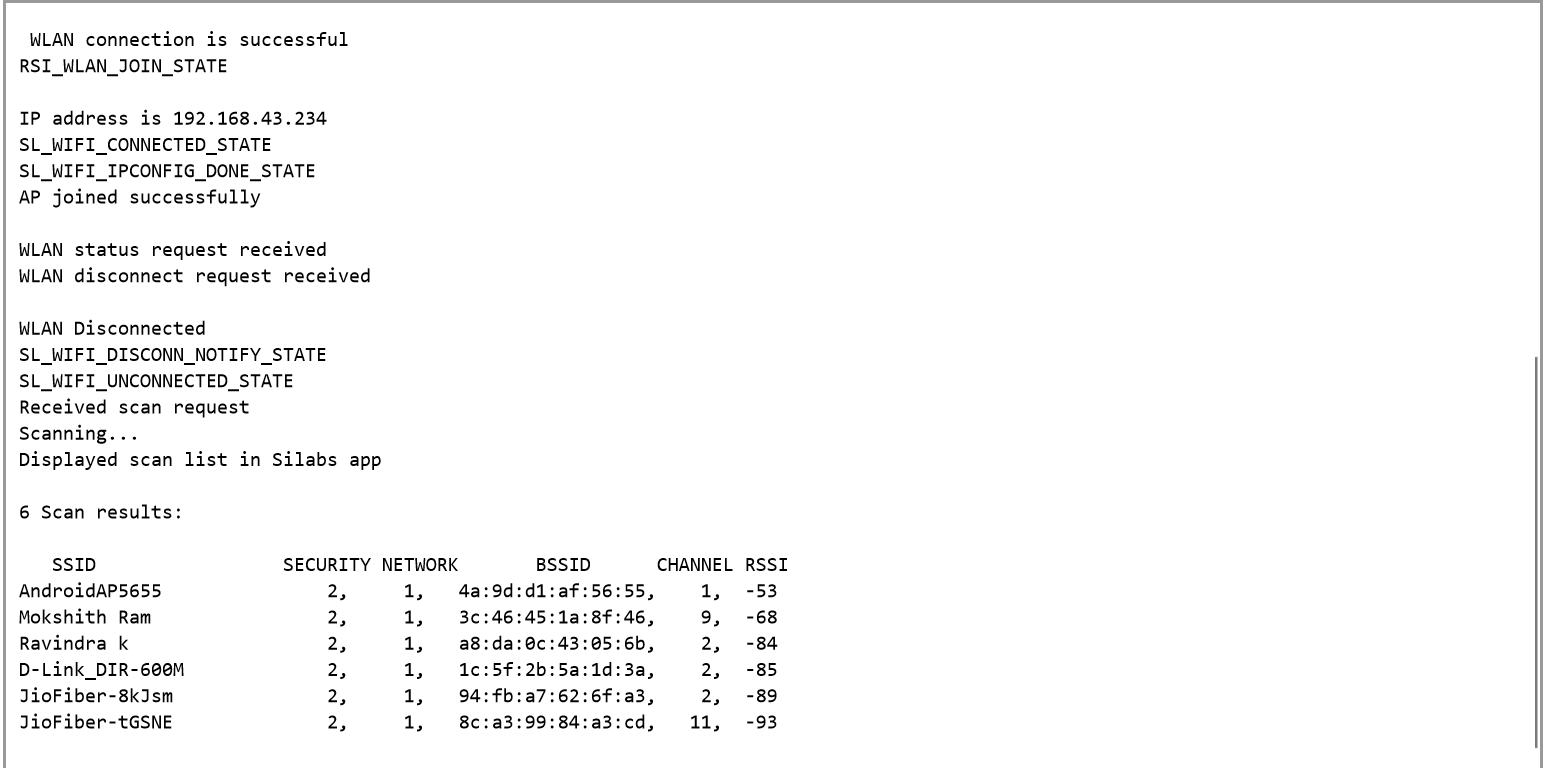 WLAN connection is successful
RSI_WLAN_JOIN_STATE
IP address is 192.168.43.234
SL_WIFI_CONNECTED_STATE
SL_WIFI_IPCONFIG_DONE_STATE
AP joined successfully
WLAN status request received
WLAN disconnect request received
WLAN Disconnected
SL_WIFI_DISCONN_NOTIFY_STATE
SL_WIFI_UNCONNECTED_STATE
Received scan request
Scanning...
Displayed scan list in Silabs app
6 Scan results:
SSID SECURITY NETWORK BSSID CHANNEL RSSI
AndroidAP5655 2, 1, 4a:9d:d1:af:56:55, 1, -53
Mokshith Ram 2, 1, 3c:46:45:1a:8f:46, 9, -68
Ravindra k 2, 1, a8:da:0c:43:05:6b, 2, -84
D-Link_DIR-600M 2, 1, 1c:5f:2b:5a:1d:3a, 2, -85
JioFiber-8kJsm 2, 1, 94:fb:a7:62:6f:a3, 2, -89
JioFiber-tGSNE 2, 1, 8c:a3:99:84:a3:cd, 11, -93